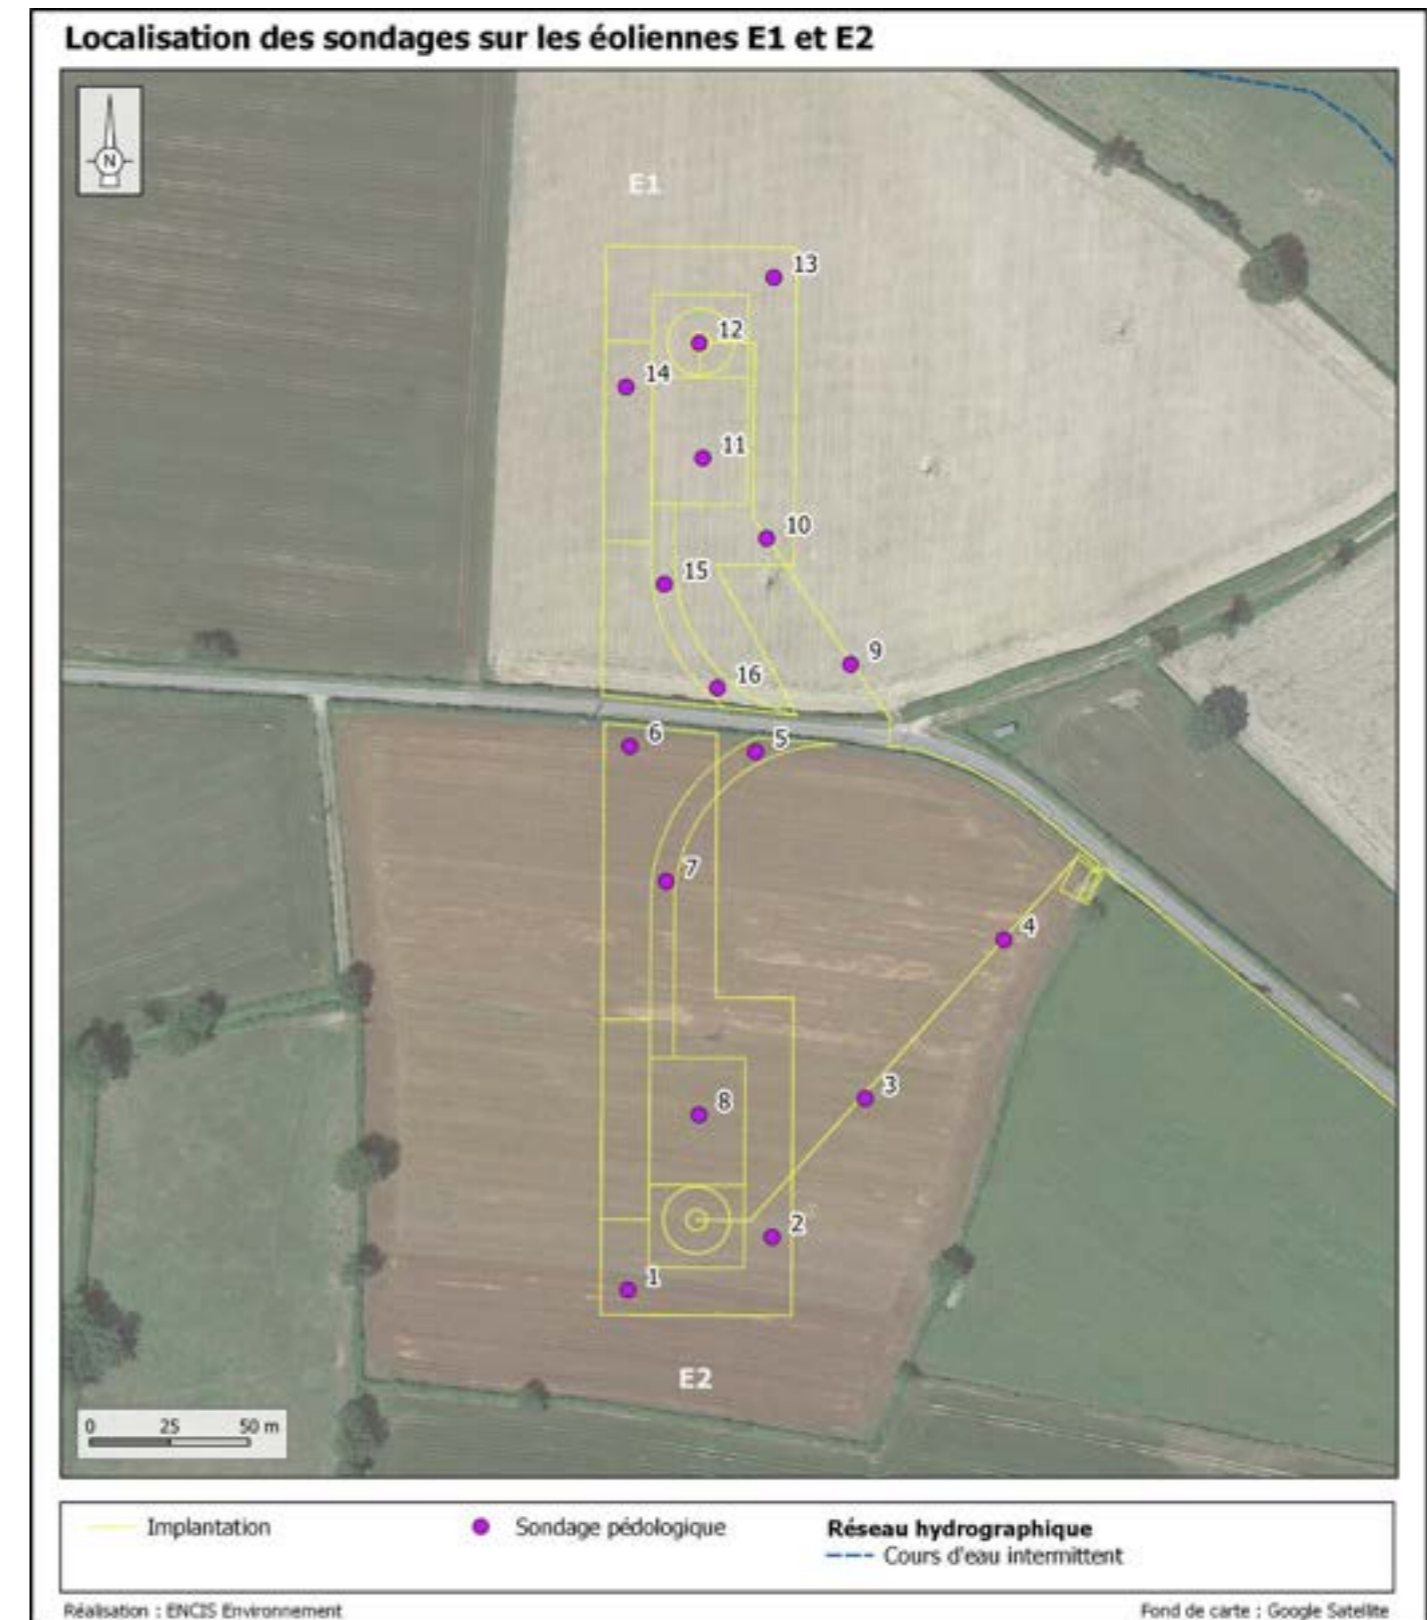 Localisation des sondages sur les éoliennes E1 et E2
N
E1
13
12
14
11
10
15
9
16
6
5
7
4
3
8
2
1
E2
0 25 50 m
Implantation
Sondage pédologique
Réseau hydrographique
Cours d'eau intermittent
Réalisation : ENCIS Environnement
Fond de carte : Google Satellite